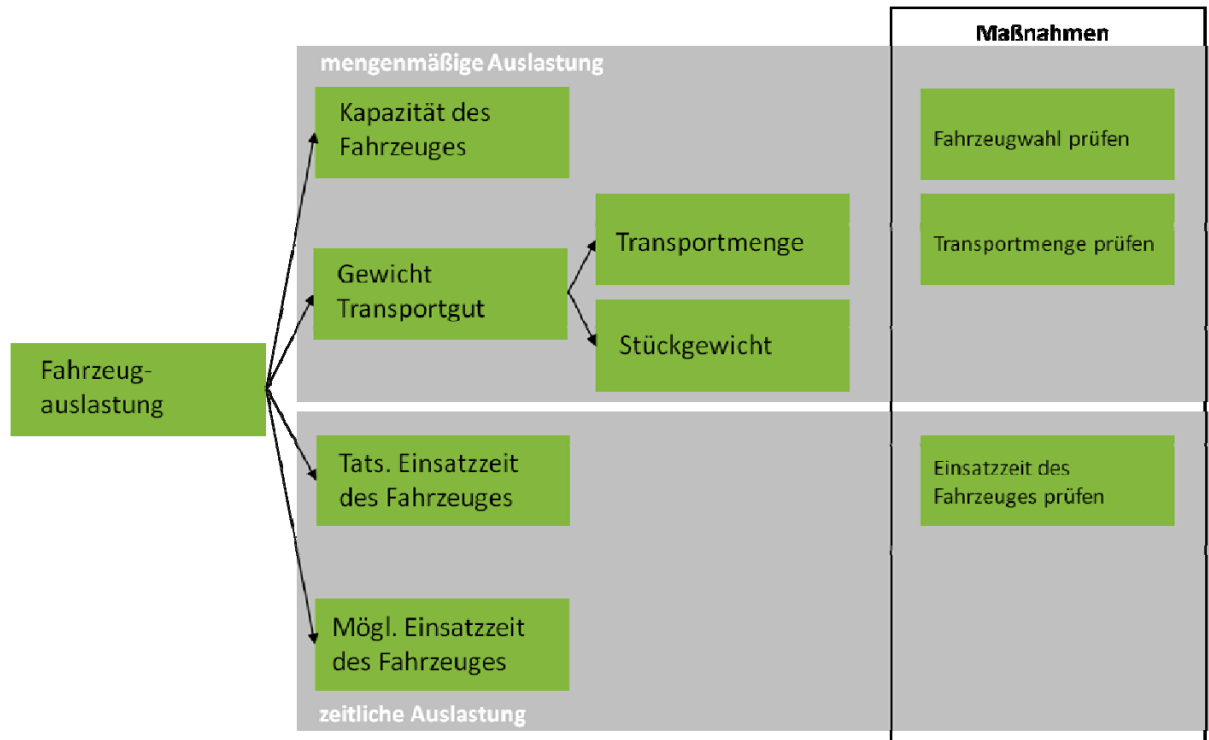 Maßnahmen
mengenmäßige Auslastung
Kapazität des
Fahrzeuges
Fahrzeugwahl prüfen
Transportmenge
Transportmenge prüfen
Gewicht
Transportgut
Stückgewicht
Fahrzeug-
auslastung
Tats. Einsatzzeit
des Fahrzeuges
Einsatzzeit des
Fahrzeuges prüfen
Mögl. Einsatzzeit
des Fahrzeuges
zeitliche Auslastung